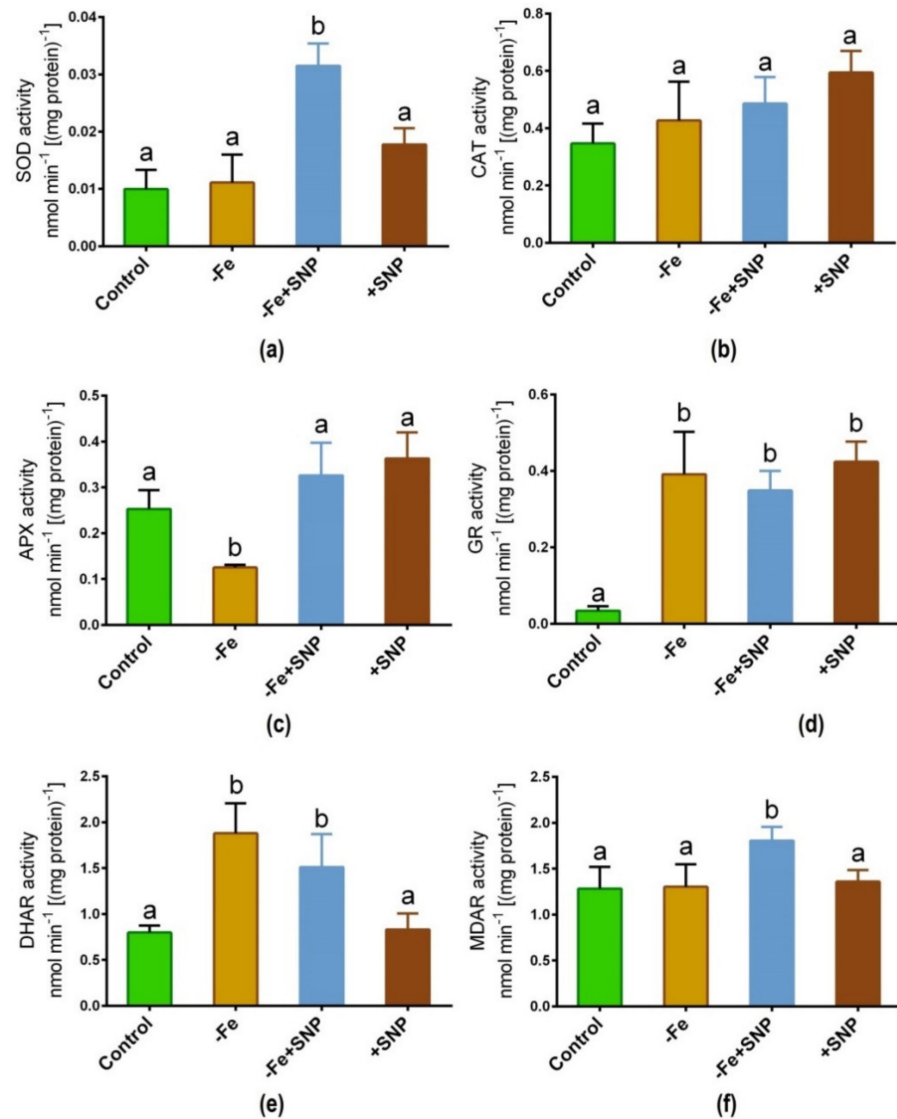 SOD activity
nmol min⁻¹ [(mg protein)⁻¹]
0.04
0.03
0.02
0.01
0.00
a
a
b
a
Control
-Fe
-Fe+SNP
+SNP
(a)
CAT activity
nmol min⁻¹ [(mg protein)⁻¹]
0.8
0.6
0.4
0.2
0.0
a
a
a
a
Control
-Fe
-Fe+SNP
+SNP
(b)
APX activity
nmol min⁻¹ [(mg protein)⁻¹]
0.5
0.4
0.3
0.2
0.1
0.0
a
b
a
a
Control
-Fe
-Fe+SNP
+SNP
(c)
GR activity
nmol min⁻¹ [(mg protein)⁻¹]
0.6
0.4
0.2
0.0
a
b
b
b
Control
-Fe
-Fe+SNP
+SNP
(d)
DHAR activity
nmol min⁻¹ [(mg protein)⁻¹]
2.5
2.0
1.5
1.0
0.5
0.0
a
b
b
a
Control
-Fe
-Fe+SNP
+SNP
(e)
MDAR activity
nmol min⁻¹ [(mg protein)⁻¹]
2.5
2.0
1.5
1.0
0.5
0.0
a
a
b
a
Control
-Fe
-Fe+SNP
+SNP
(f)